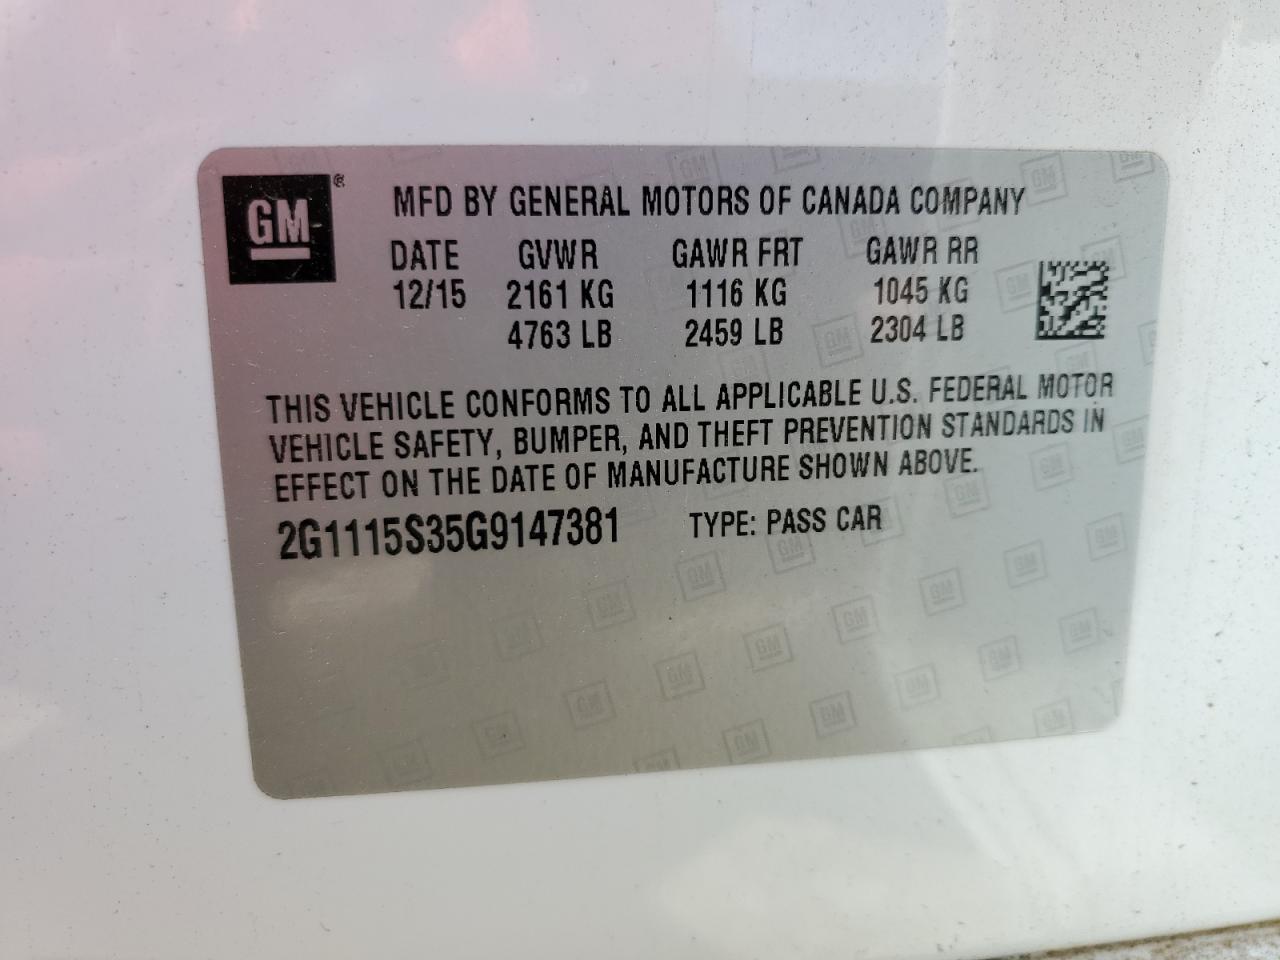 GM ®
MFD BY GENERAL MOTORS OF CANADA COMPANY
DATE GVWR GAWR FRT GAWR RR
12/15 2161 KG 1116 KG 1045 KG
4763 LB 2459 LB 2304 LB
THIS VEHICLE CONFORMS TO ALL APPLICABLE U.S. FEDERAL MOTOR
VEHICLE SAFETY, BUMPER, AND THEFT PREVENTION STANDARDS IN
EFFECT ON THE DATE OF MANUFACTURE SHOWN ABOVE.
2G1115S35G9147381 TYPE: PASS CAR